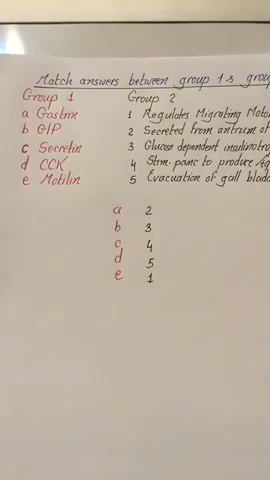 Match answers between group 1 & group
Group 1 Group 2
a Gastrin 1 Regulates Migrating Motor
b GIP 2 Secreted from antrum of
c Secretin 3 Glucose dependent insulinotro
d CCK 4 Stm. panc to produce
e Motilin 5 Evacuation of gall bladd
a 2
b 3
c 4
d 5
e 1